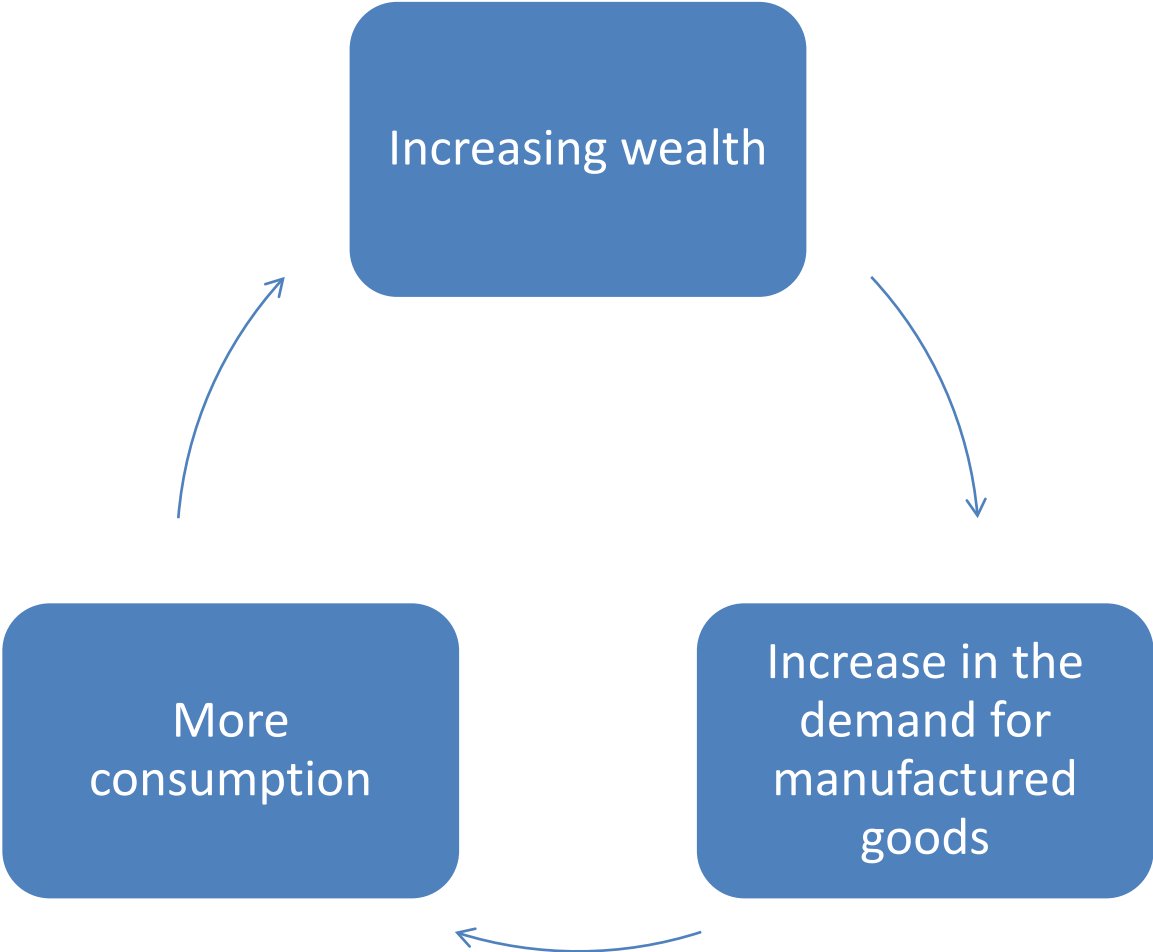 Increasing wealth
Increase in the
demand for
manufactured
goods
More
consumption